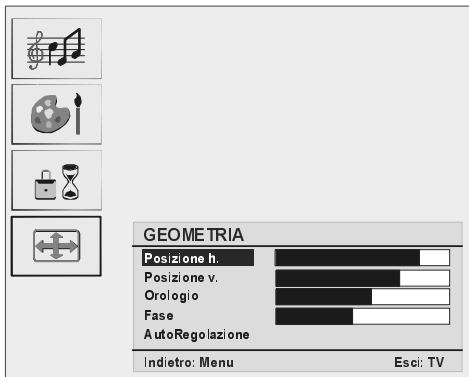 GEOMETRIA
Posizione h.
Posizione v.
Orologio
Fase
AutoRegolazione
Indietro: Menu Esci: TV